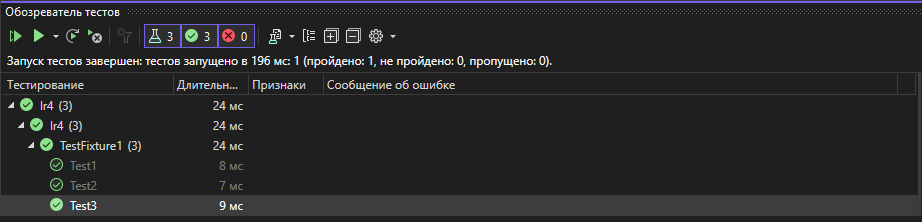 Обозреватель тестов
3 3 0
Запуск тестов завершен: тестов запущено в 196 мс: 1 (пройдено: 1, не пройдено: 0, пропущено: 0).
Тестирование Длительн... Признаки Сообщение об ошибке
lr4 (3) 24 мс
lr4 (3) 24 мс
TestFixture1 (3) 24 мс
Test1 8 мс
Test2 7 мс
Test3 9 мс